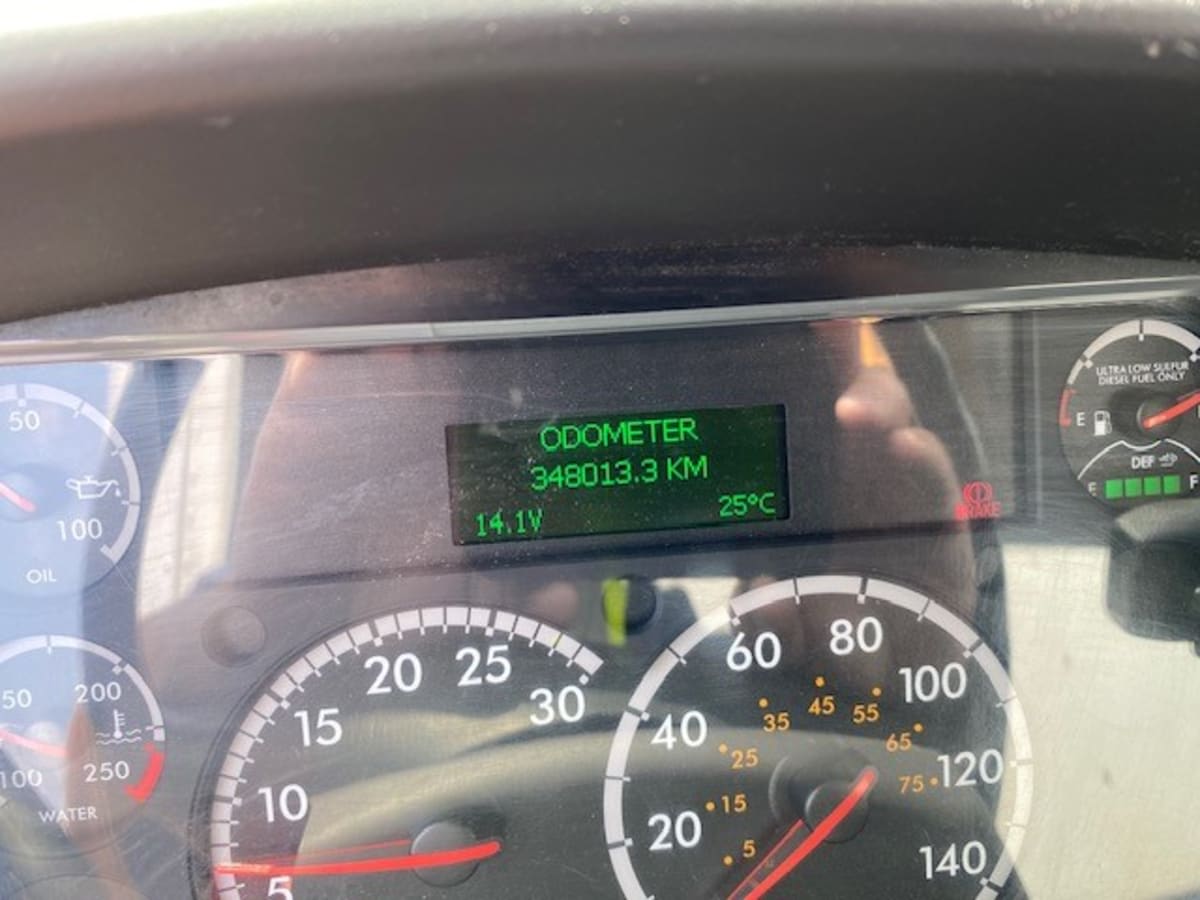 ULTRA LOW SULFUR
DIESEL FUEL ONLY
E
DEF
E F
50
100
OIL
ODOMETER
348013.3 KM
14.1V 25°C
BRAKE
50 200
100 250
WATER
5 10 15 20 25 30
20 40 60 80 100 120 140
5 15 25 35 45 55 65 75